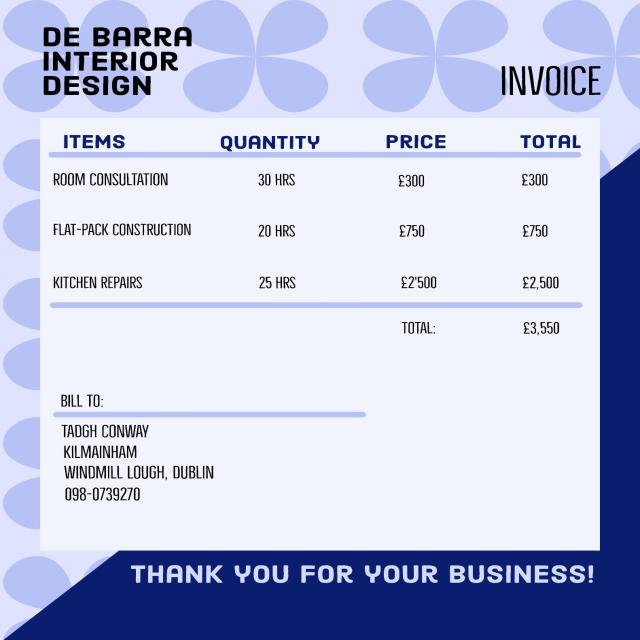 DE BARRA
INTERIOR
DESIGN
INVOICE
ITEMS QUANTITY PRICE TOTAL
ROOM CONSULTATION 30 HRS £300 £300
FLAT-PACK CONSTRUCTION 20 HRS £750 £750
KITCHEN REPAIRS 25 HRS £2'500 £2,500
TOTAL: £3,550
BILL TO:
TADGH CONWAY
KILMAINHAM
WINDMILL LOUGH, DUBLIN
098-0739270
THANK YOU FOR YOUR BUSINESS!